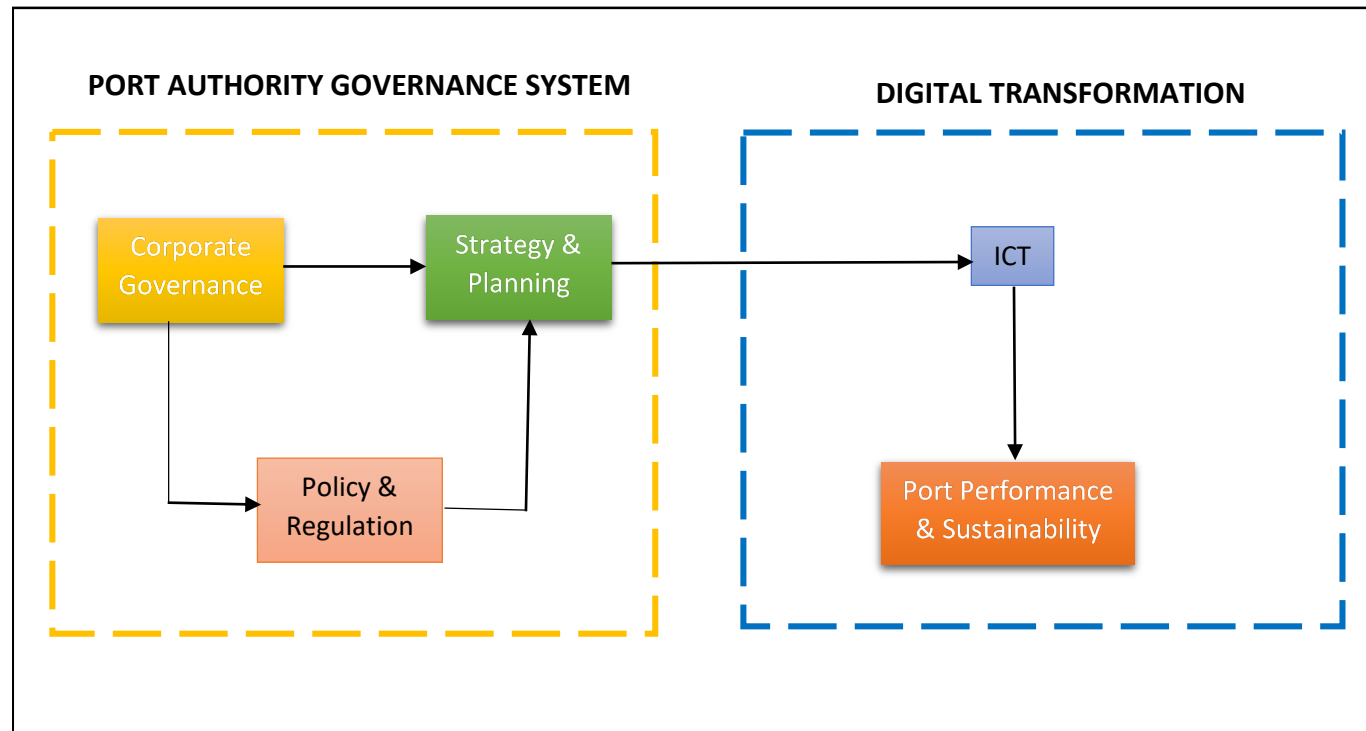 PORT AUTHORITY GOVERNANCE SYSTEM
DIGITAL TRANSFORMATION
Corporate
Governance
Strategy &
Planning
ICT
Policy &
Regulation
Port Performance
& Sustainability